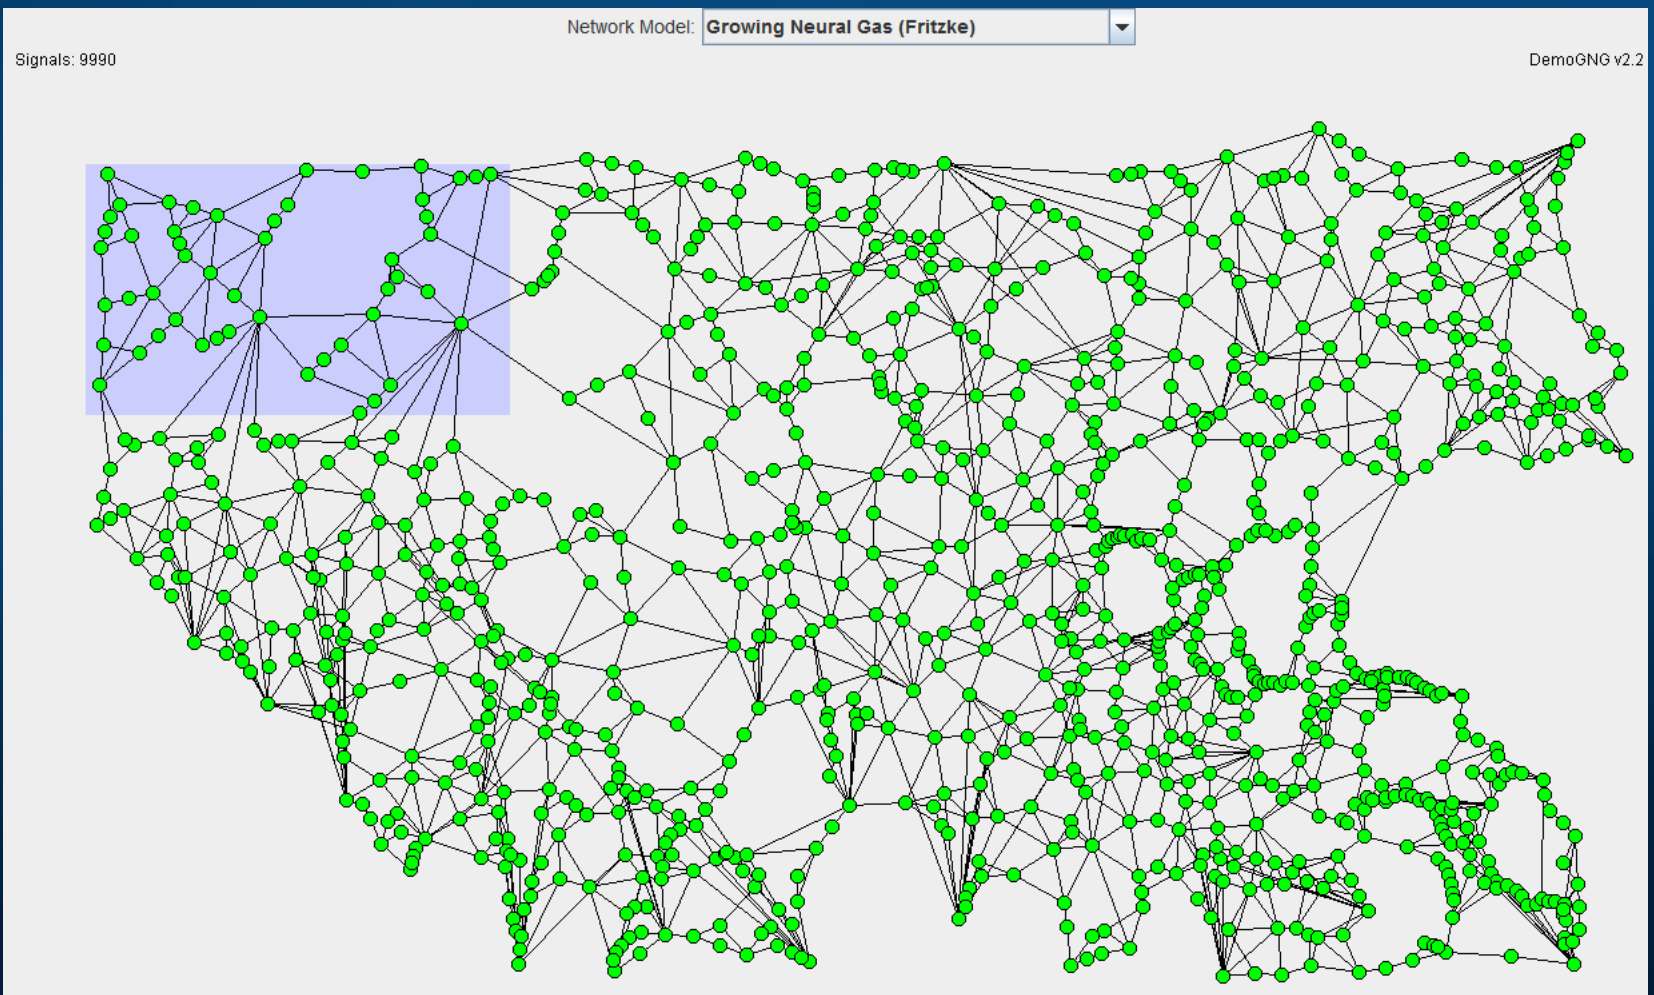 Network Model: Growing Neural Gas (Fritzke)
Signals: 9990
DemoGNG v2.2